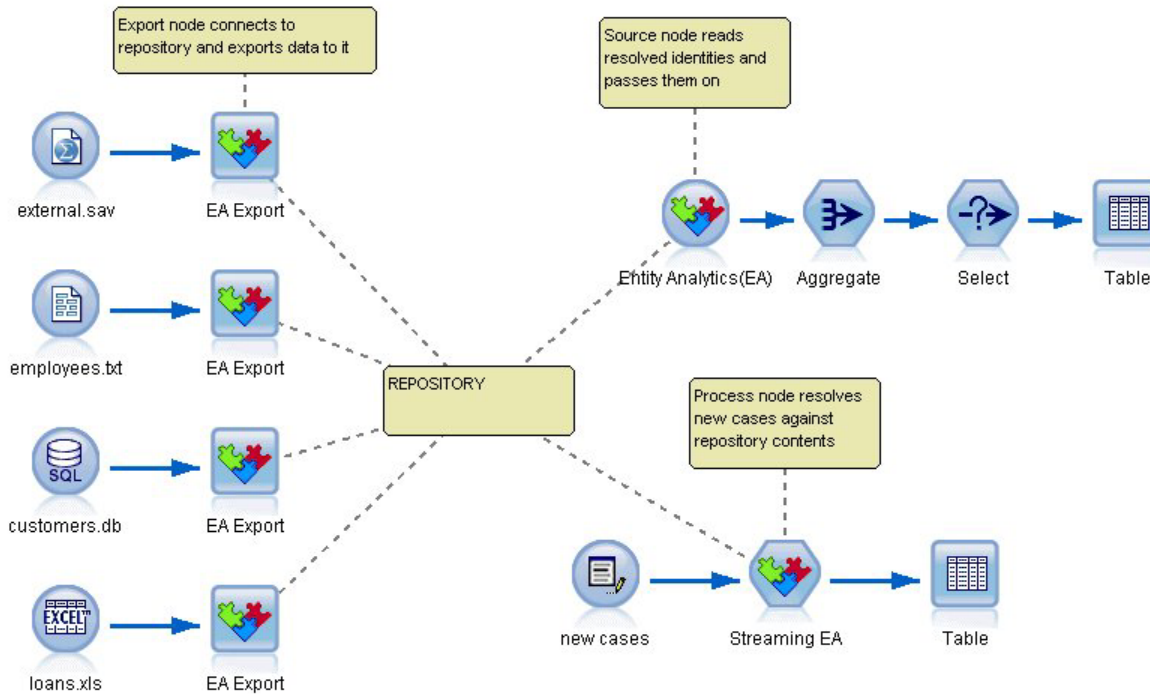 Export node connects to
repository and exports data to it
Source node reads
resolved identities and
passes them on
external.sav
EA Export
Entity Analytics(EA)
Aggregate
Select
Table
employees.txt
EA Export
REPOSITORY
Process node resolves
new cases against
repository contents
SQL
customers.db
EA Export
new cases
Streaming EA
Table
EXCEL™
loans.xls
EA Export